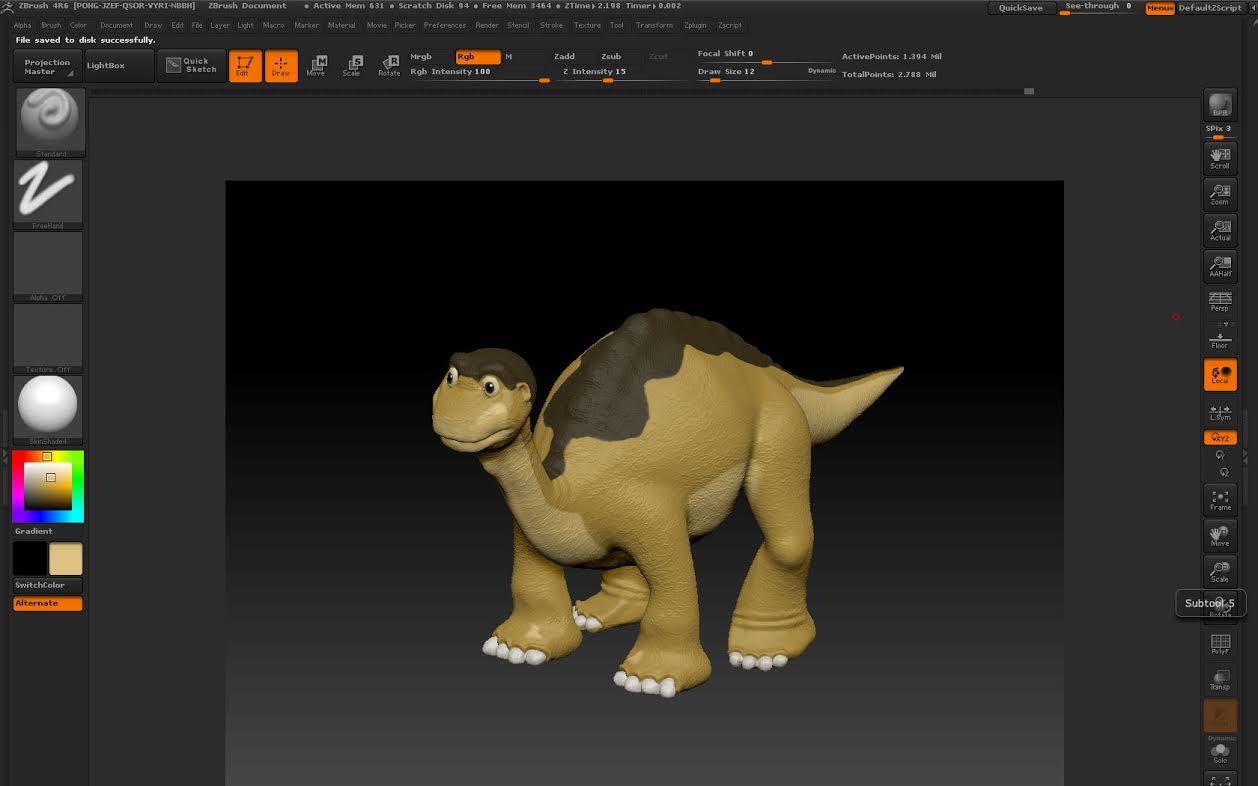 ZBrush 4R6 [PONG-JZEF-QSOR-VYRI-NBBH] ZBrush Document ● Active Mem 631 ● Scratch Disk 94 ● Free Mem 3464 ● ZTime▸2.198 Timer▸0.002 QuickSave See-through 0 Menus DefaultZScript
Alpha Brush Color Document Draw Edit File Layer Light Macro Marker Material Movie Picker Preferences Render Stencil Stroke Texture Tool Transform Zplugin Zscript
File saved to disk successfully.
Projection Master
LightBox
Quick Sketch
Edit
Draw
Move
Scale
Rotate
Mrgb Rgb M
Rgb Intensity 100
Zadd Zsub Zcut
Z Intensity 15
Focal Shift 0
Draw Size 12 Dynamic
ActivePoints: 1.394 Mil
TotalPoints: 2.788 Mil
Standard
FreeHand
Alpha Off
Texture Off
SkinShade4
Gradient
SwitchColor
Alternate
BPR
SPix 3
Scroll
Zoom
Actual
AAHalf
Persp
Floor
Local
L.Sym
XYZ
Frame
Move
Scale
Subtool 5
Rotate
PolyF
Transp
Dynamic
Solo